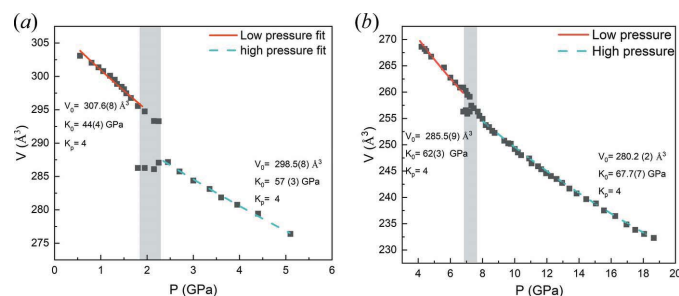 (a)
Low pressure fit
high pressure fit
V0= 307.6(8) Å3
K0= 44(4) GPa
Kp= 4
V0= 298.5(8) Å3
K0= 57 (3) GPa
Kp= 4
305
300
295
290
285
280
275
V (Å3)
0 1 2 3 4 5 6
P (GPa)
(b)
Low pressure
High pressure
V0= 285.5(9) Å3
K0= 62(3) GPa
Kp= 4
V0= 280.2 (2) Å3
K0= 67.7(7) GPa
Kp= 4
270
265
260
255
250
245
240
235
230
V (Å3)
2 4 6 8 10 12 14 16 18 20
P (GPa)